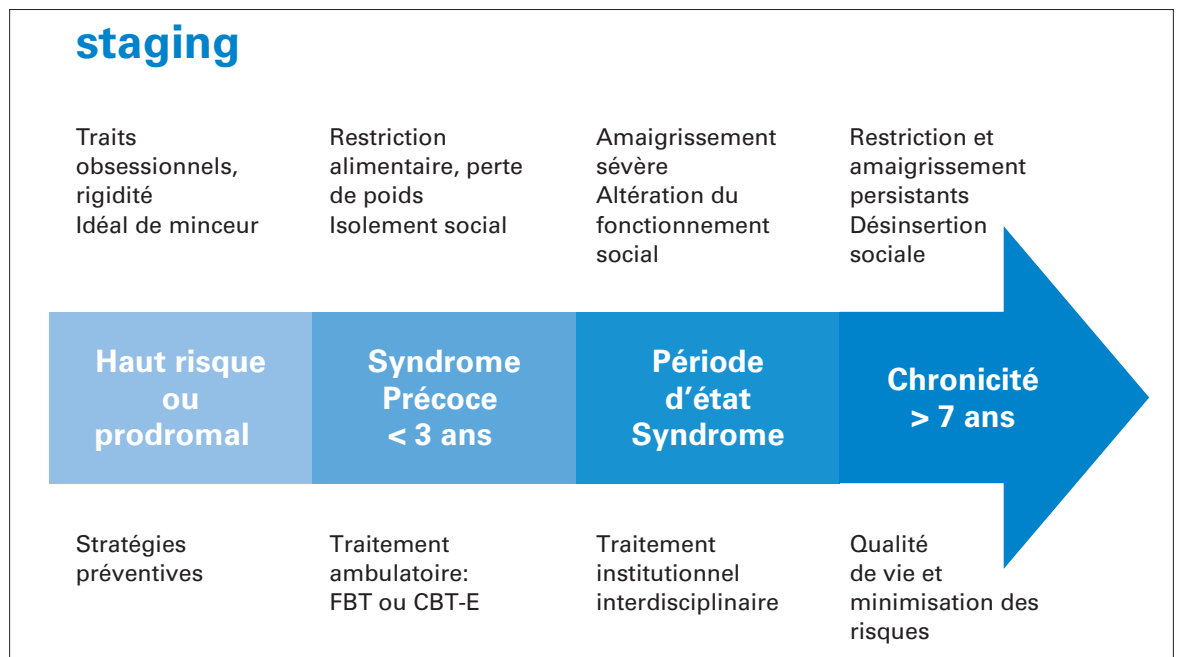 staging
Traits
obsessionnels,
rigidité
Idéal de minceur
Restriction
alimentaire, perte
de poids
Isolement social
Amaigrissement
sévère
Altération du
fonctionnement
social
Restriction et
amaigrissement
persistants
Désinsertion
sociale
Haut risque
ou
prodromal
Syndrome
Précoce
< 3 ans
Période
d'état
Syndrome
Chronicité
> 7 ans
Stratégies
préventives
Traitement
ambulatoire:
FBT ou CBT-E
Traitement
institutionnel
interdisciplinaire
Qualité
de vie et
minimisation des
risques